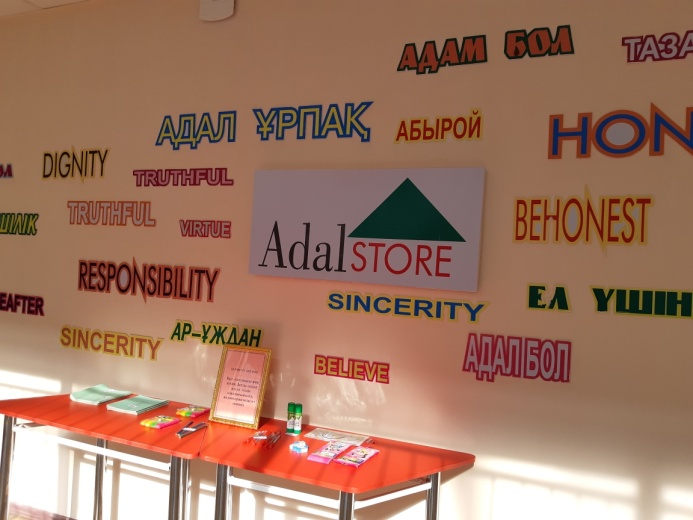 АДАМ БОЛ
ТАЗА
АДАЛ ҰРПАҚ
АБЫРОЙ
HON
DIGNITY
TRUTHFUL
TRUTHFUL
VIRTUE
ШІЛІК
Adal STORE
BEHONEST
RESPONSIBILITY
SINCERITY
ЕЛ ҮШІН
EAFTER
SINCERITY
АР-ҰЖДАН
BELIEVE
АДАЛ БОЛ